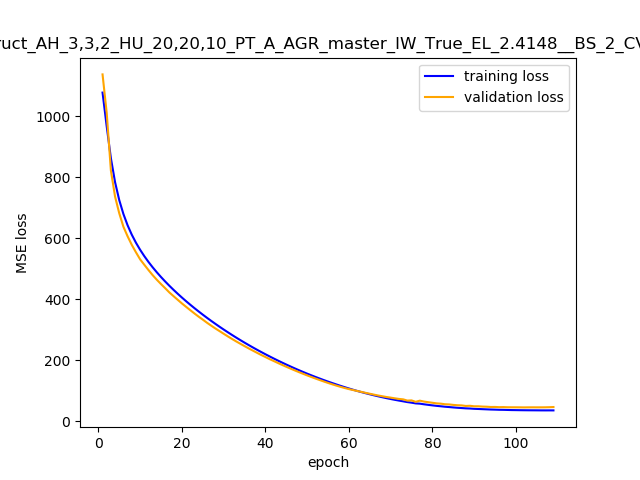 ruct_AH_3,3,2_HU_20,20,10_PT_A_AGR_master_IW_True_EL_2.4148__BS_2_CV
training loss
validation loss
1000
800
600
400
200
0
MSE loss
0 20 40 60 80 100
epoch